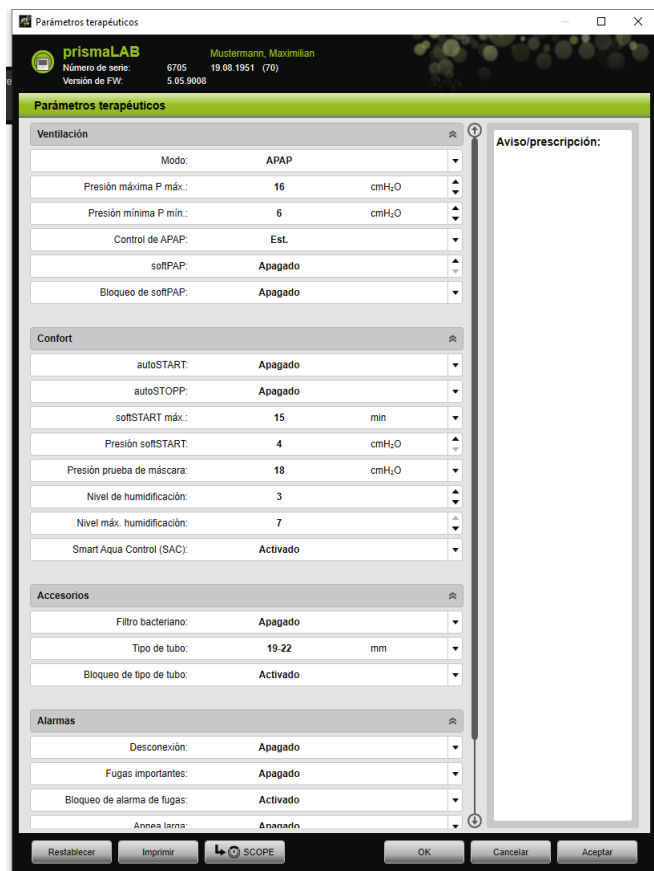 Parámetros terapéuticos
prismaLAB Mustermann, Maximilian
Número de serie: 6705 19.08.1951 (70)
Versión de FW: 5.05.9008
Parámetros terapéuticos
Ventilación
Modo: APAP
Presión máxima P máx.: 16 cmH₂O
Presión mínima P mín.: 6 cmH₂O
Control de APAP: Est.
softPAP: Apagado
Bloqueo de softPAP: Apagado
Confort
autoSTART: Apagado
autoSTOPP: Apagado
softSTART máx.: 15 min
Presión softSTART: 4 cmH₂O
Presión prueba de máscara: 18 cmH₂O
Nivel de humidificación: 3
Nivel máx. humidificación: 7
Smart Aqua Control (SAC): Activado
Accesorios
Filtro bacteriano: Apagado
Tipo de tubo: 19-22 mm
Bloqueo de tipo de tubo: Activado
Alarmas
Desconexión: Apagado
Fugas importantes: Apagado
Bloqueo de alarma de fugas: Activado
Apnea larga: Apagado
Aviso/prescripción:
Restablecer Imprimir SCOPE OK Cancelar Aceptar